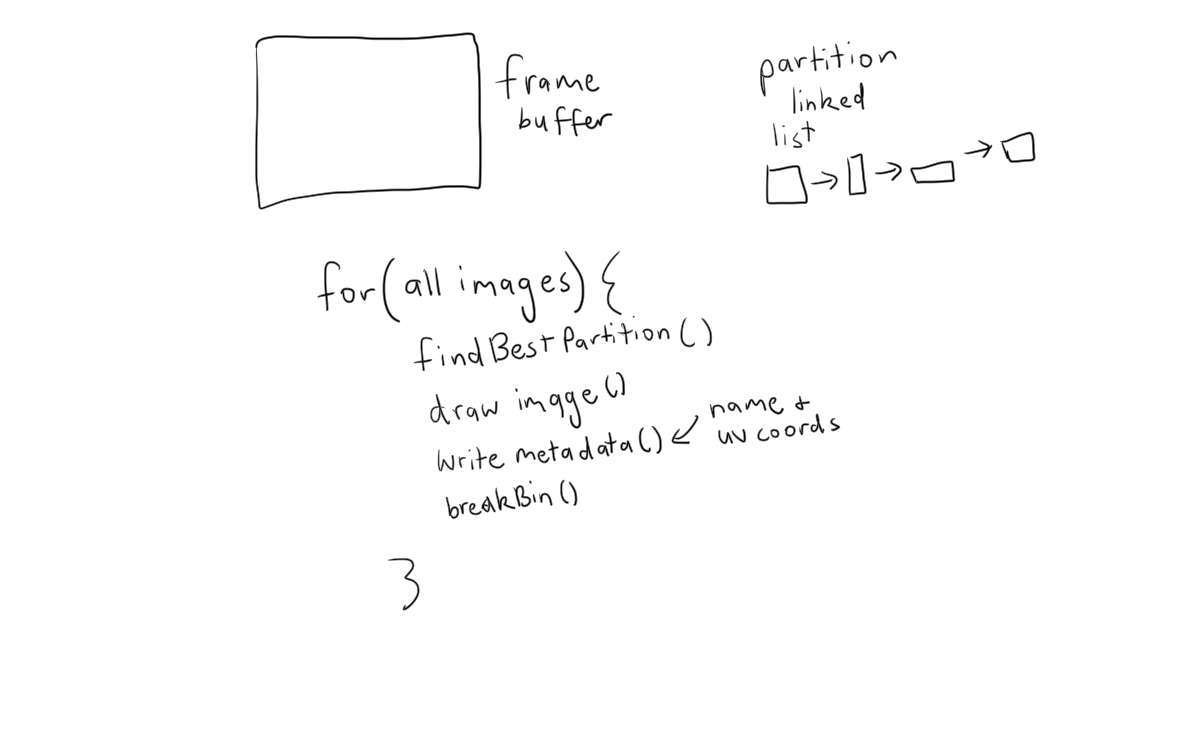 frame
buffer
partition
linked
list
for(all images){
findBestPartition()
draw image()
write metadata()
name &
uv coords
breakBin()
}